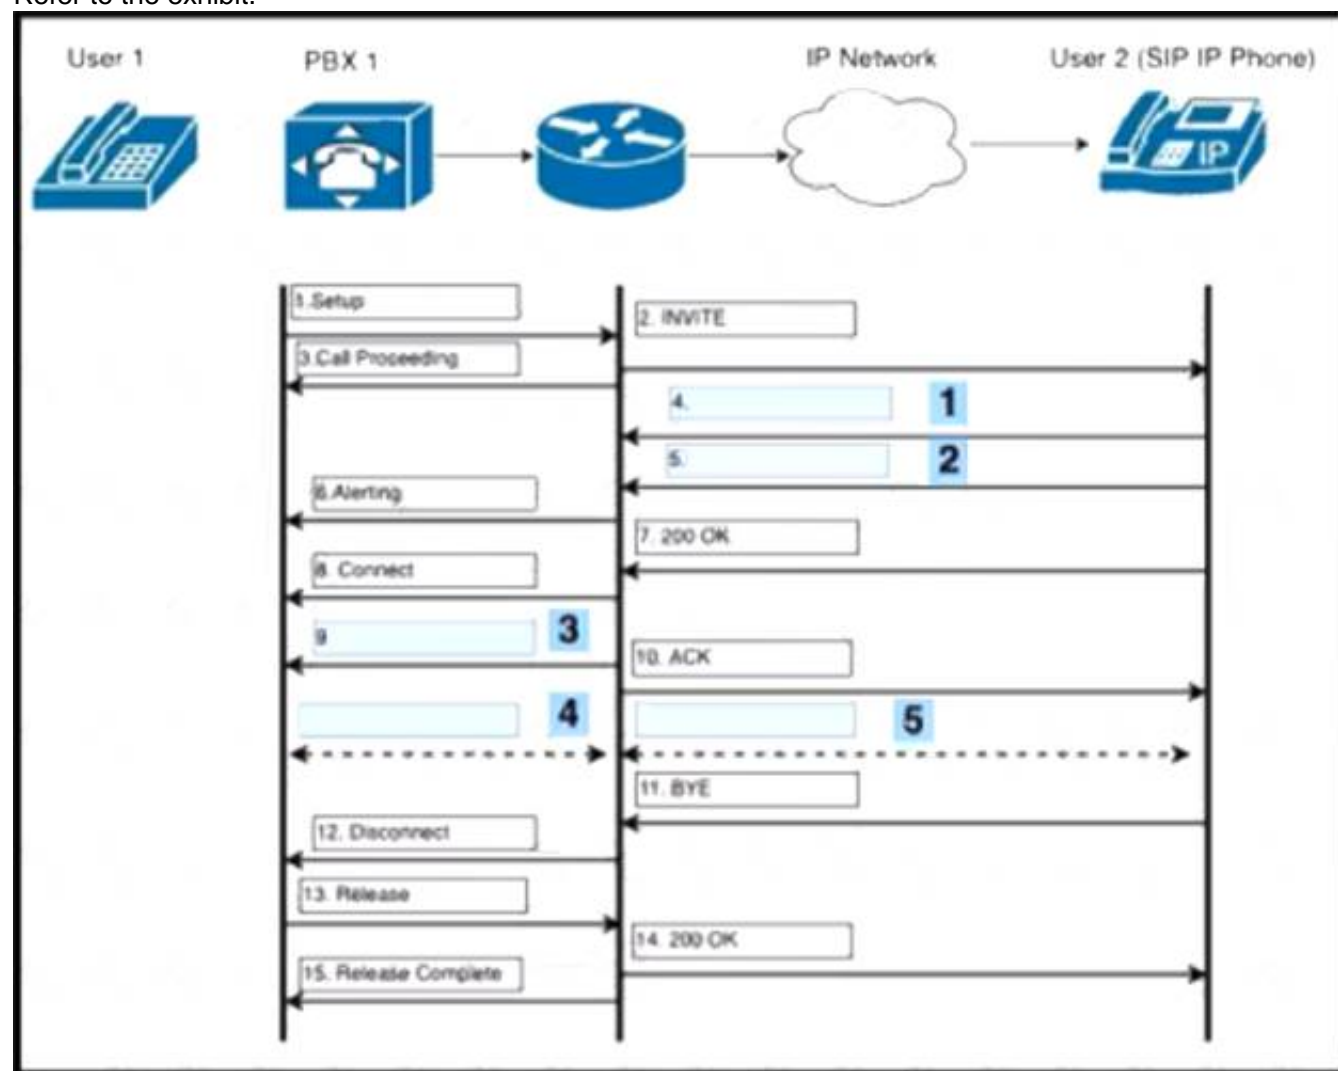 Refer to the exhibit.
User 1
PBX 1
IP Network
User 2 (SIP IP Phone)
IP
1.Setup
2. INVITE
3.Call Proseeding
4.
1
5.
2
6.Alerting
7. 200 OK
8. Connect
9
3
10. ACK
4
5
11. BYE
12. Disconnect
13. Release
14. 200 OK
15. Release Complete